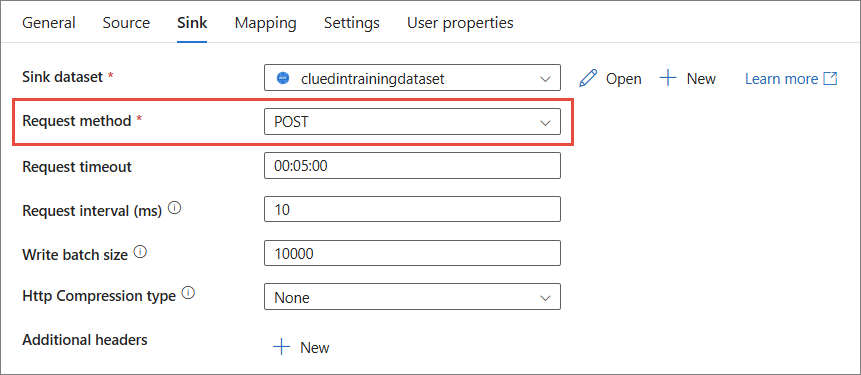 General Source Sink Mapping Settings User properties
Sink dataset * cluedintrainingdataset Open New Learn more
Request method * POST
Request timeout 00:05:00
Request interval (ms) 10
Write batch size 10000
Http Compression type None
Additional headers New